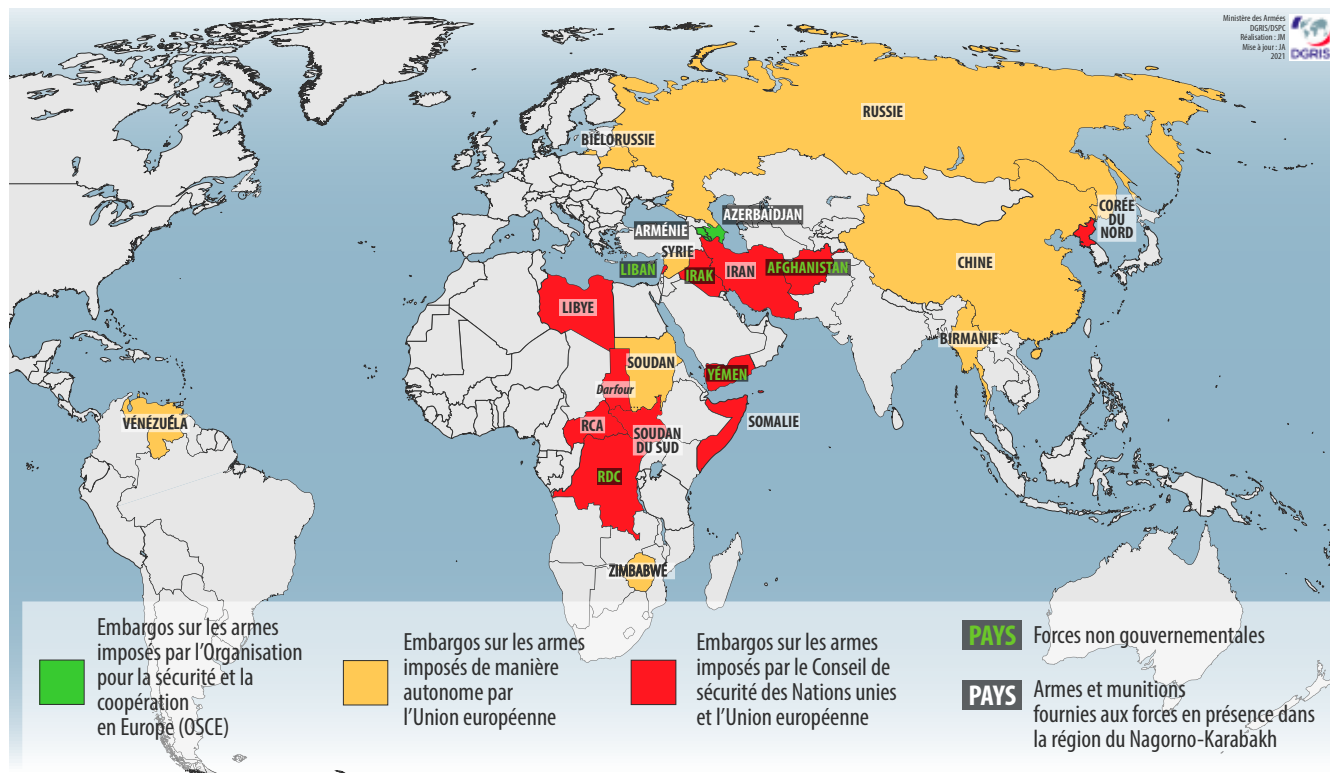 Ministère des Armées
DGRIS/DSPC
Réalisation : JM
Mise à jour : JA
2021
DGRIS
RUSSIE
BIÉLORUSSIE
CORÉE
DU
NORD
AZERBAÏDJAN
ARMÉNIE
SYRIE
CHINE
LIBAN
IRAK
IRAN
AFGHANISTAN
LIBYE
BIRMANIE
SOUDAN
YÉMEN
Darfour
VÉNÉZUÉLA
RCA
SOUDAN
DU SUD
SOMALIE
RDC
ZIMBABWE
Embargos sur les armes
imposés par l'Organisation
pour la sécurité et la
coopération
en Europe (OSCE)
Embargos sur les armes
imposés de manière
autonome par
l'Union européenne
Embargos sur les armes
imposés par le Conseil de
sécurité des Nations unies
et l'Union européenne
PAYS Forces non gouvernementales
PAYS Armes et munitions
fournies aux forces en présence dans
la région du Nagorno-Karabakh